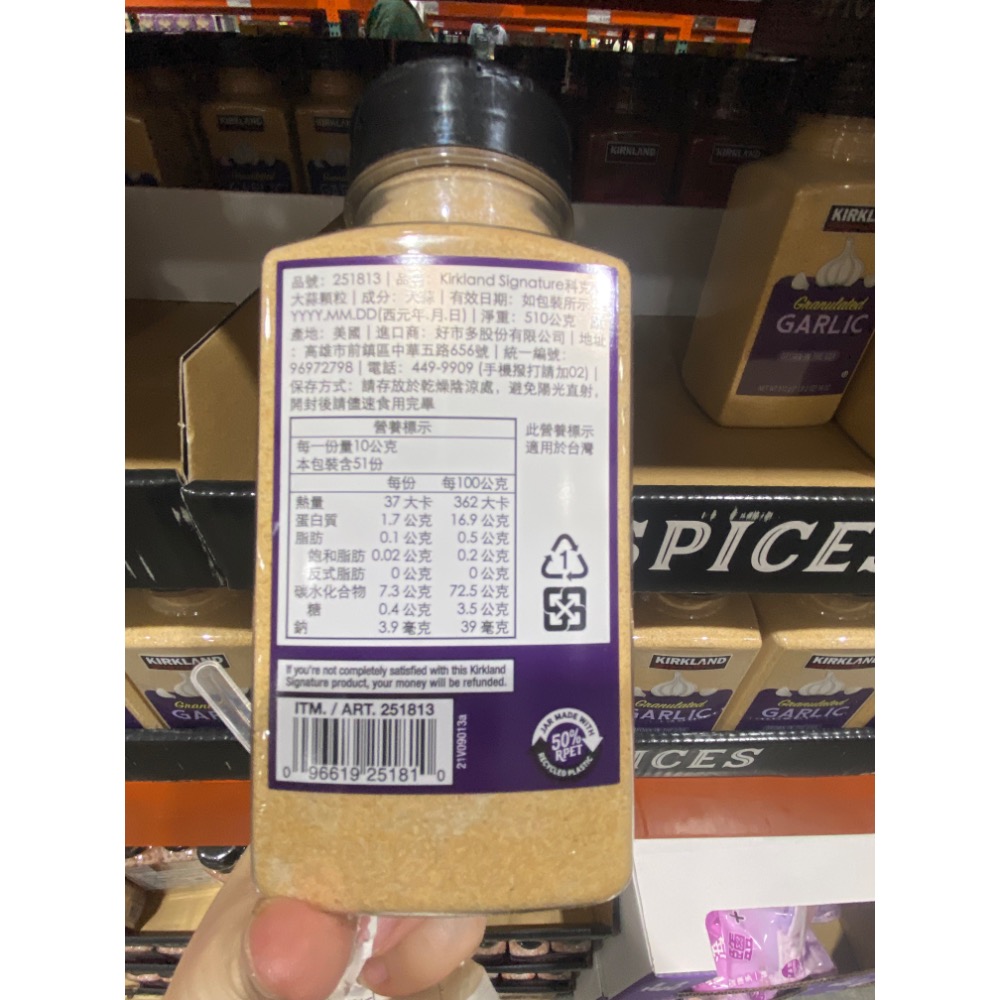 KIRKLAND
KIRKLAND
KIRKLAND
KIRKLAND
GARLIC
KIRKL
Granulated
GARLIC
品號：251813 | 品 Kirkland Signature科克
大蒜顆粒 | 成分：大蒜 | 有效日期：如包裝所示
YYYY.MM.DD(西元年.月.日) | 淨重：510公克
產地：美國 | 進口商：好市多股份有限公司 | 地址
：高雄市前鎮區中華五路656號 | 統一編號：
96972798 | 電話：449-9909 (手機撥打請加02) |
保存方式：請存放於乾燥陰涼處，避免陽光直射，
開封後請儘速食用完畢
營養標示
每一份量10公克
本包裝含51份
每份 每100公克
熱量 37 大卡 362 大卡
蛋白質 1.7 公克 16.9 公克
脂肪 0.1 公克 0.5 公克
飽和脂肪 0.02 公克 0.2 公克
反式脂肪 0 公克 0 公克
碳水化合物 7.3 公克 72.5 公克
糖 0.4 公克 3.5 公克
鈉 3.9 毫克 39 毫克
此營養標示
適用於台灣
1
If you're not completely satisfied with this Kirkland
Signature product, your money will be refunded.
ITM. / ART. 251813
0 96619 25181 0
21V09013a
JAR MADE WITH
50%
RPET
RECYCLED PLASTIC
SPICES
KIRKLAND
Gran
GAR
KIRKLAND
Granulated
GARLIC
KIRKLAN
Granulated
GARLIC
ICES